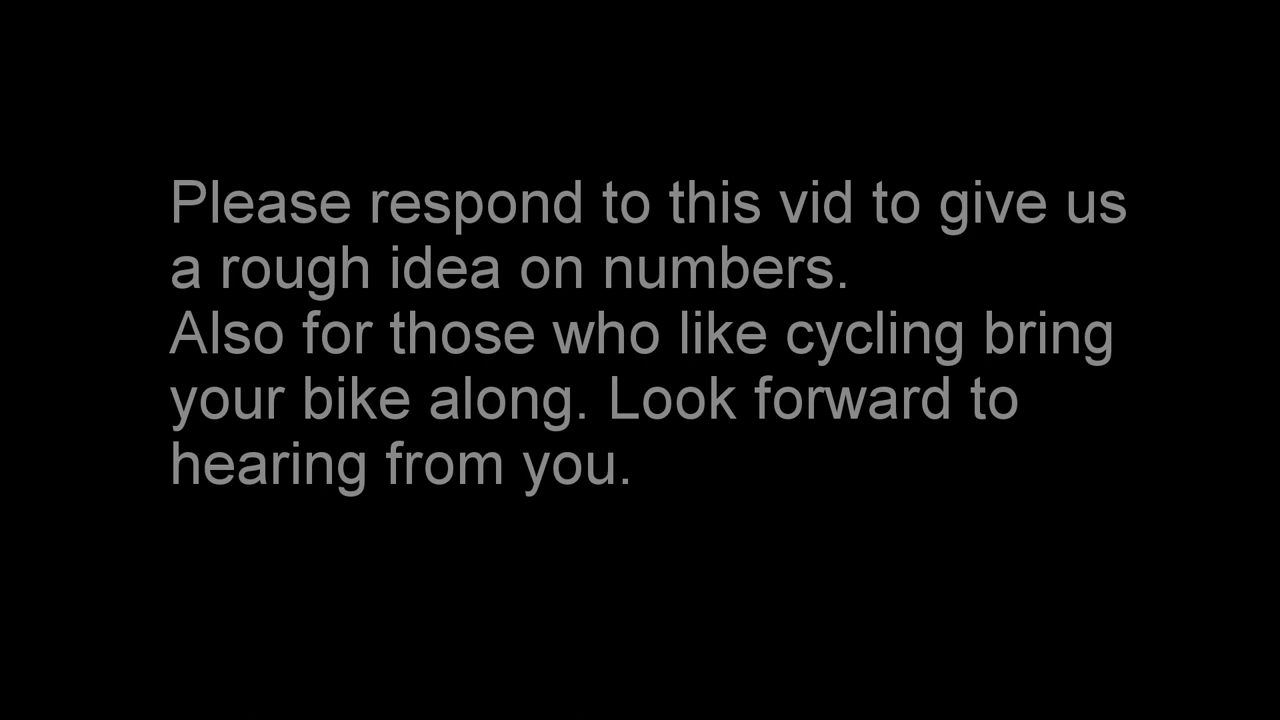 Please respond to this vid to give us
a rough idea on numbers.
Also for those who like cycling bring
your bike along. Look forward to
hearing from you.